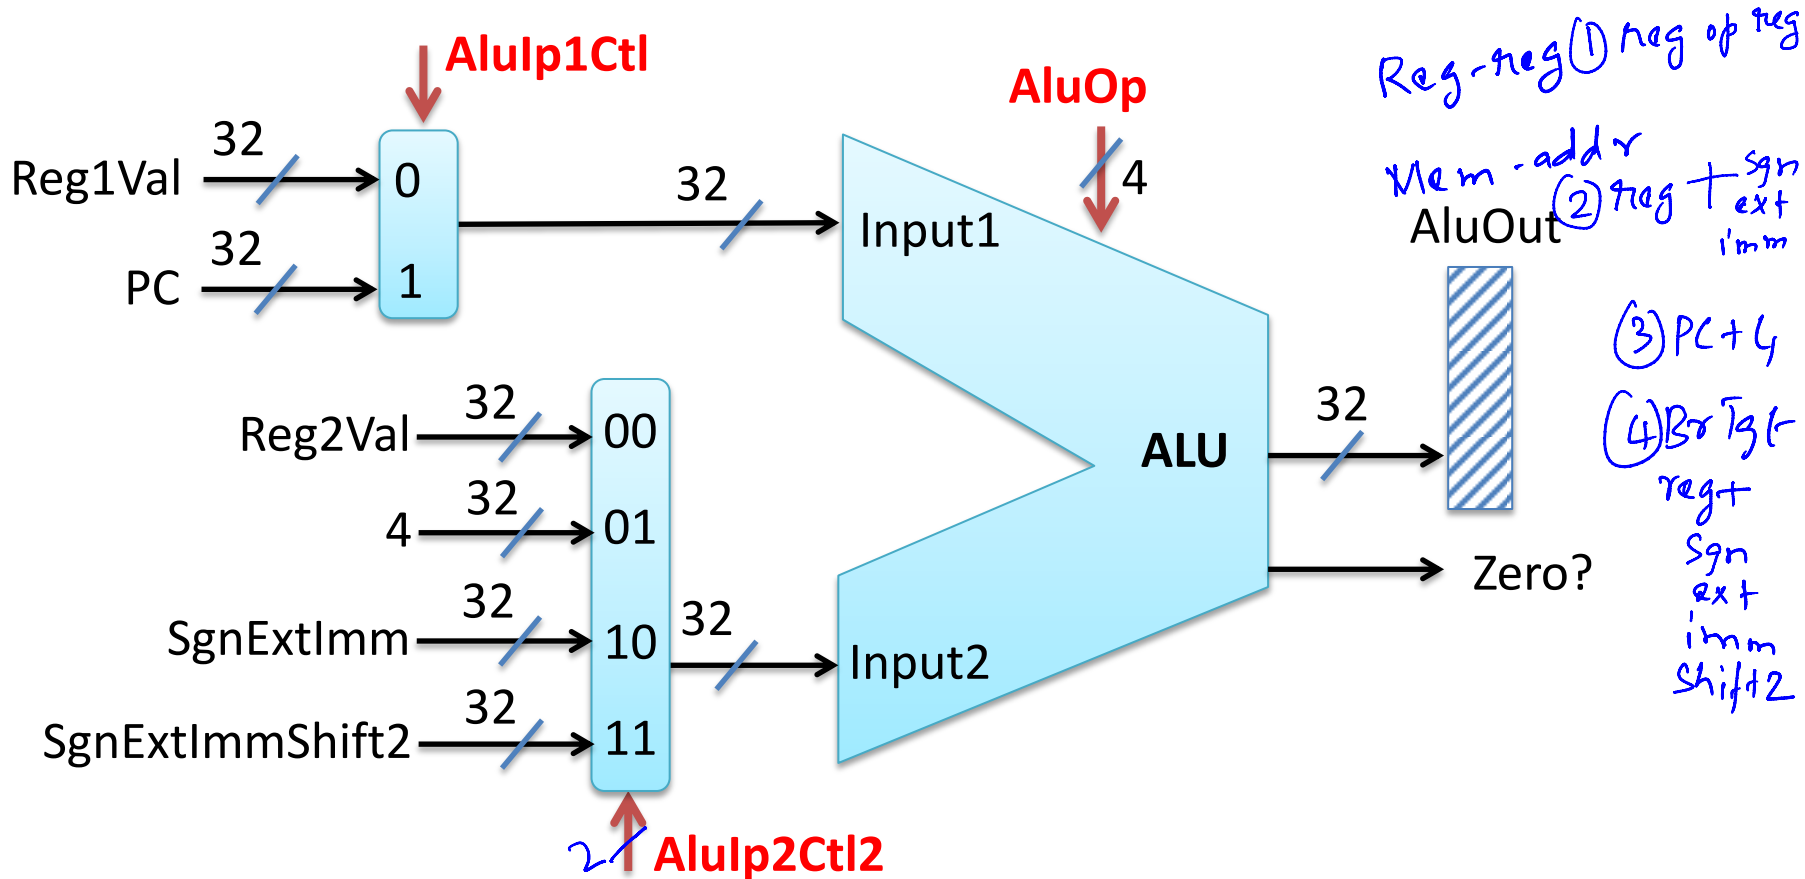 AluIp1Ctl
32
Reg1Val
0
32
PC
1
32
Input1
AluOp
4
AluOut
32
Reg2Val
00
32
4
01
32
SgnExtImm
10
32
SgnExtImmShift2
11
32
Input2
ALU
32
Zero?
2
AluIp2Ctl2
Reg-reg 1 reg op reg
Mem-addr
2 reg + sgn
ext
imm
3 PC+4
4 Br Tgt
reg+
sgn
ext
imm
shift2